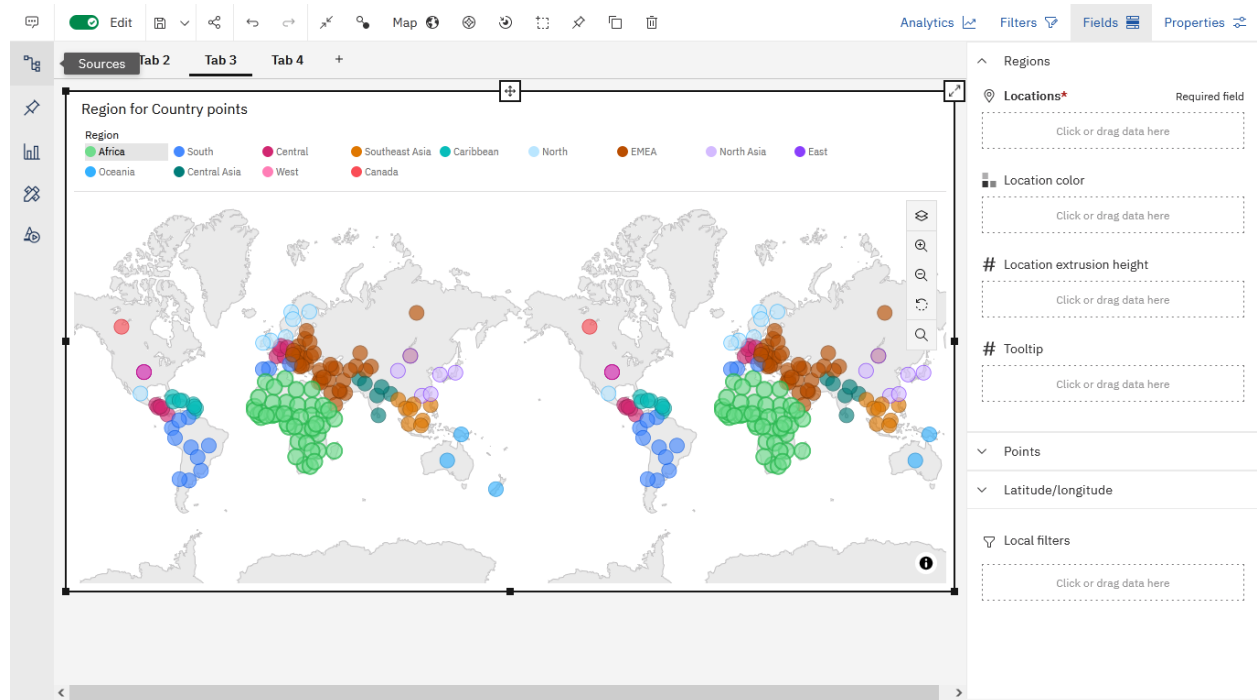 Edit
Map
Analytics
Filters
Fields
Properties
Sources
Tab 2
Tab 3
Tab 4
+
Region for Country points
Region
Africa South Central Southeast Asia Caribbean North EMEA North Asia East
Oceania Central Asia West Canada
Regions
Locations* Required field
Click or drag data here
Location color
Click or drag data here
# Location extrusion height
Click or drag data here
# Tooltip
Click or drag data here
Points
Latitude/longitude
Local filters
Click or drag data here